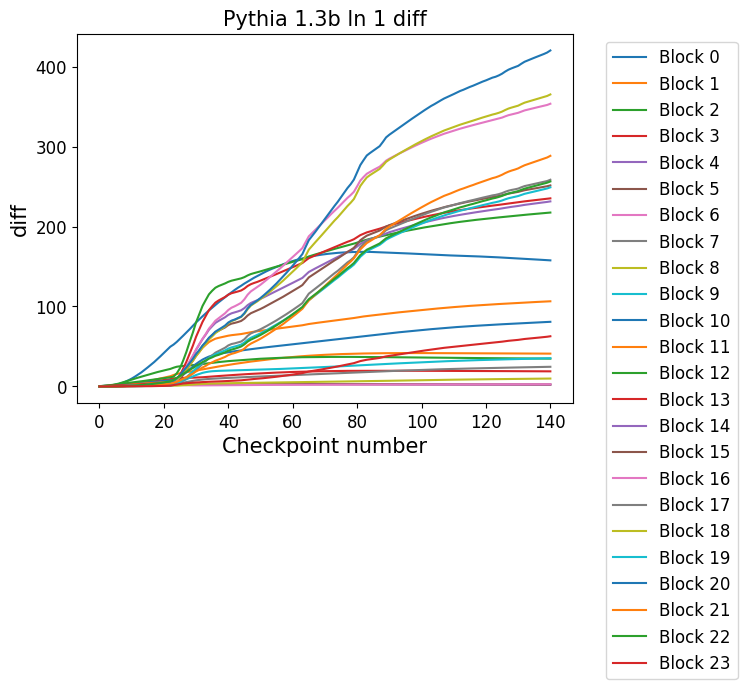 Pythia 1.3b ln 1 diff
diff
400
300
200
100
0
0 20 40 60 80 100 120 140
Checkpoint number
Block 0
Block 1
Block 2
Block 3
Block 4
Block 5
Block 6
Block 7
Block 8
Block 9
Block 10
Block 11
Block 12
Block 13
Block 14
Block 15
Block 16
Block 17
Block 18
Block 19
Block 20
Block 21
Block 22
Block 23